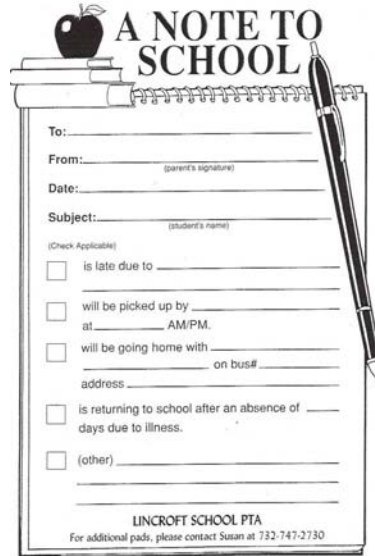 A NOTE TO
SCHOOL
To:
From:
(parent's signature)
Date:
Subject:
(student's name)
(Check Applicable)
is late due to
will be picked up by
at AM/PM.
will be going home with
on bus#
address
is returning to school after an absence of
days due to illness.
(other)
LINCROFT SCHOOL PTA
For additional pads, please contact Susan at 732-747-2730